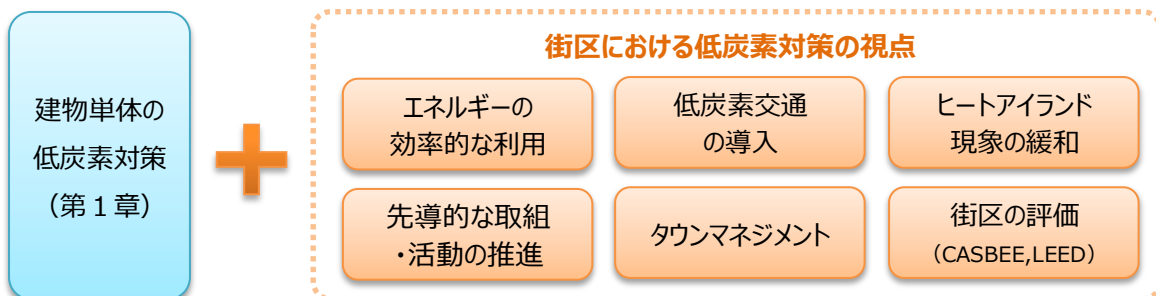 建物単体の
低炭素対策
（第１章）
街区における低炭素対策の視点
エネルギーの
効率的な利用
低炭素交通
の導入
ヒートアイランド
現象の緩和
先導的な取組
・活動の推進
タウンマネジメント
街区の評価
（CASBEE,LEED）